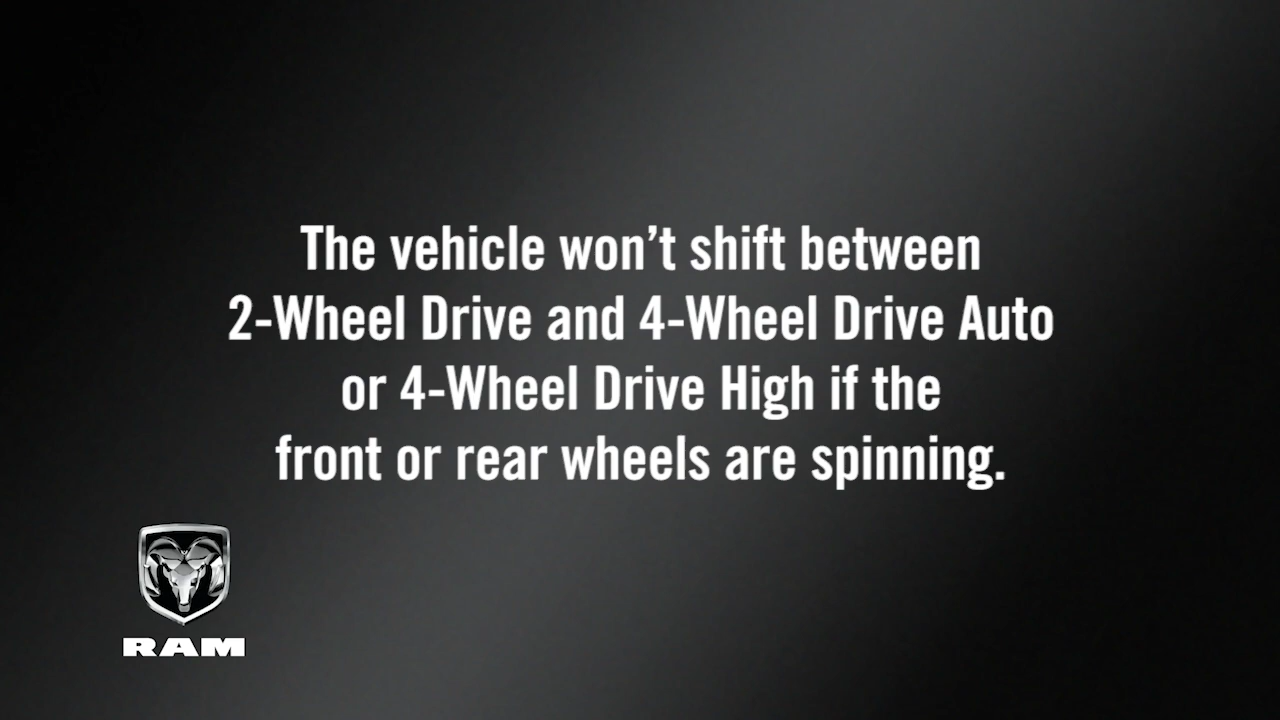 The vehicle won’t shift between
2-Wheel Drive and 4-Wheel Drive Auto
or 4-Wheel Drive High if the
front or rear wheels are spinning.
RAM